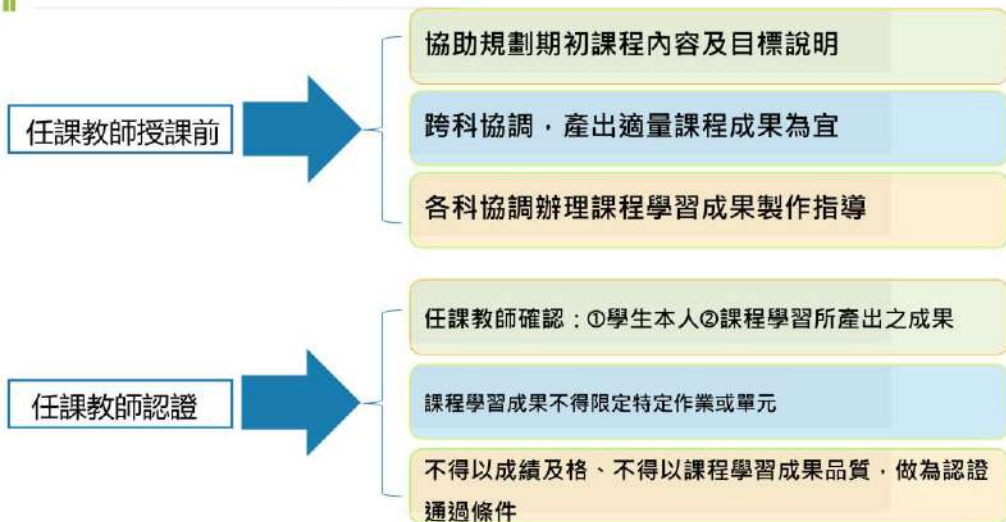 任課教師授課前
協助規劃期初課程內容及目標說明
跨科協調，產出適量課程成果為宜
各科協調辦理課程學習成果製作指導
任課教師認證
任課教師確認：①學生本人②課程學習所產出之成果
課程學習成果不得限定特定作業或單元
不得以成績及格、不得以課程學習成果品質，做為認證
通過條件